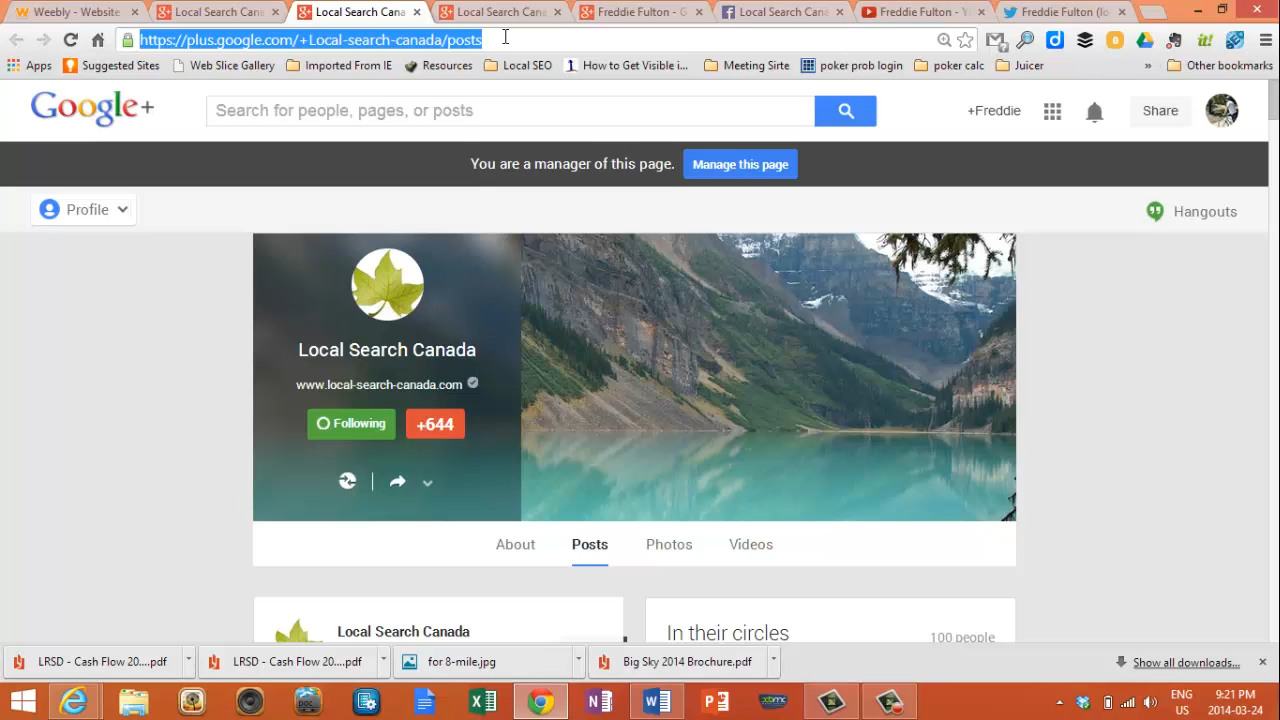 Weebly - Website
Local Search Cana
Local Search Cana
Local Search Cana
Freddie Fulton - G
Local Search Cana
Freddie Fulton - Y
Freddie Fulton (lo
https://plus.google.com/+Local-search-canada/posts
Apps
Suggested Sites
Web Slice Gallery
Imported From IE
Resources
Local SEO
How to Get Visible i...
Meeting Sirte
poker prob login
poker calc
Juicer
»
Other bookmarks
Google+
Search for people, pages, or posts
+Freddie
Share
You are a manager of this page.
Manage this page
Profile
Hangouts
Local Search Canada
www.local-search-canada.com
Following
+644
About
Posts
Photos
Videos
Local Search Canada
In their circles
100 people
LRSD - Cash Flow 20....pdf
LRSD - Cash Flow 20....pdf
for 8-mile.jpg
Big Sky 2014 Brochure.pdf
Show all downloads...
ENG
US
9:21 PM
2014-03-24